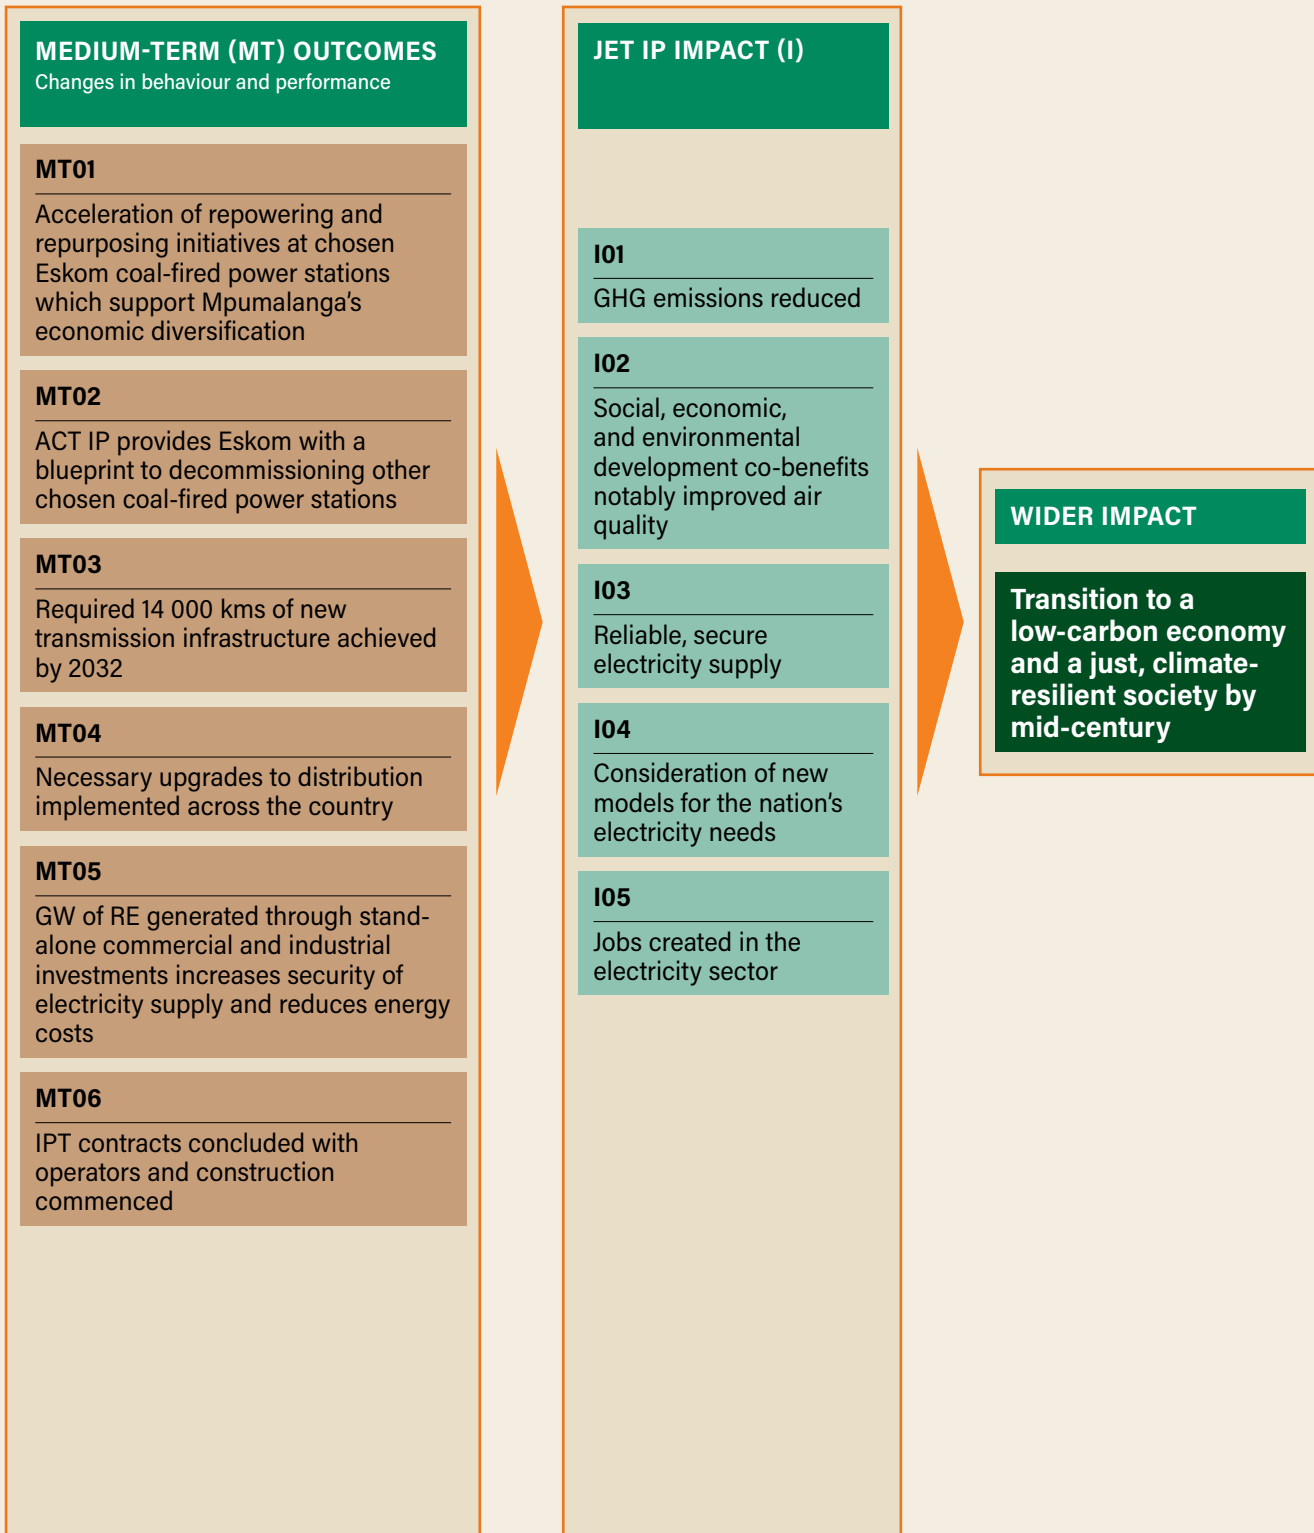 MEDIUM-TERM (MT) OUTCOMES
Changes in behaviour and performance
MT01
Acceleration of repowering and
repurposing initiatives at chosen
Eskom coal-fired power stations
which support Mpumalanga’s
economic diversification
MT02
ACT IP provides Eskom with a
blueprint to decommissioning other
chosen coal-fired power stations
MT03
Required 14 000 kms of new
transmission infrastructure achieved
by 2032
MT04
Necessary upgrades to distribution
implemented across the country
MT05
GW of RE generated through stand-
alone commercial and industrial
investments increases security of
electricity supply and reduces energy
costs
MT06
IPT contracts concluded with
operators and construction
commenced
JET IP IMPACT (I)
I01
GHG emissions reduced
I02
Social, economic,
and environmental
development co-benefits
notably improved air
quality
I03
Reliable, secure
electricity supply
I04
Consideration of new
models for the nation’s
electricity needs
I05
Jobs created in the
electricity sector
WIDER IMPACT
Transition to a
low-carbon economy
and a just, climate-
resilient society by
mid-century